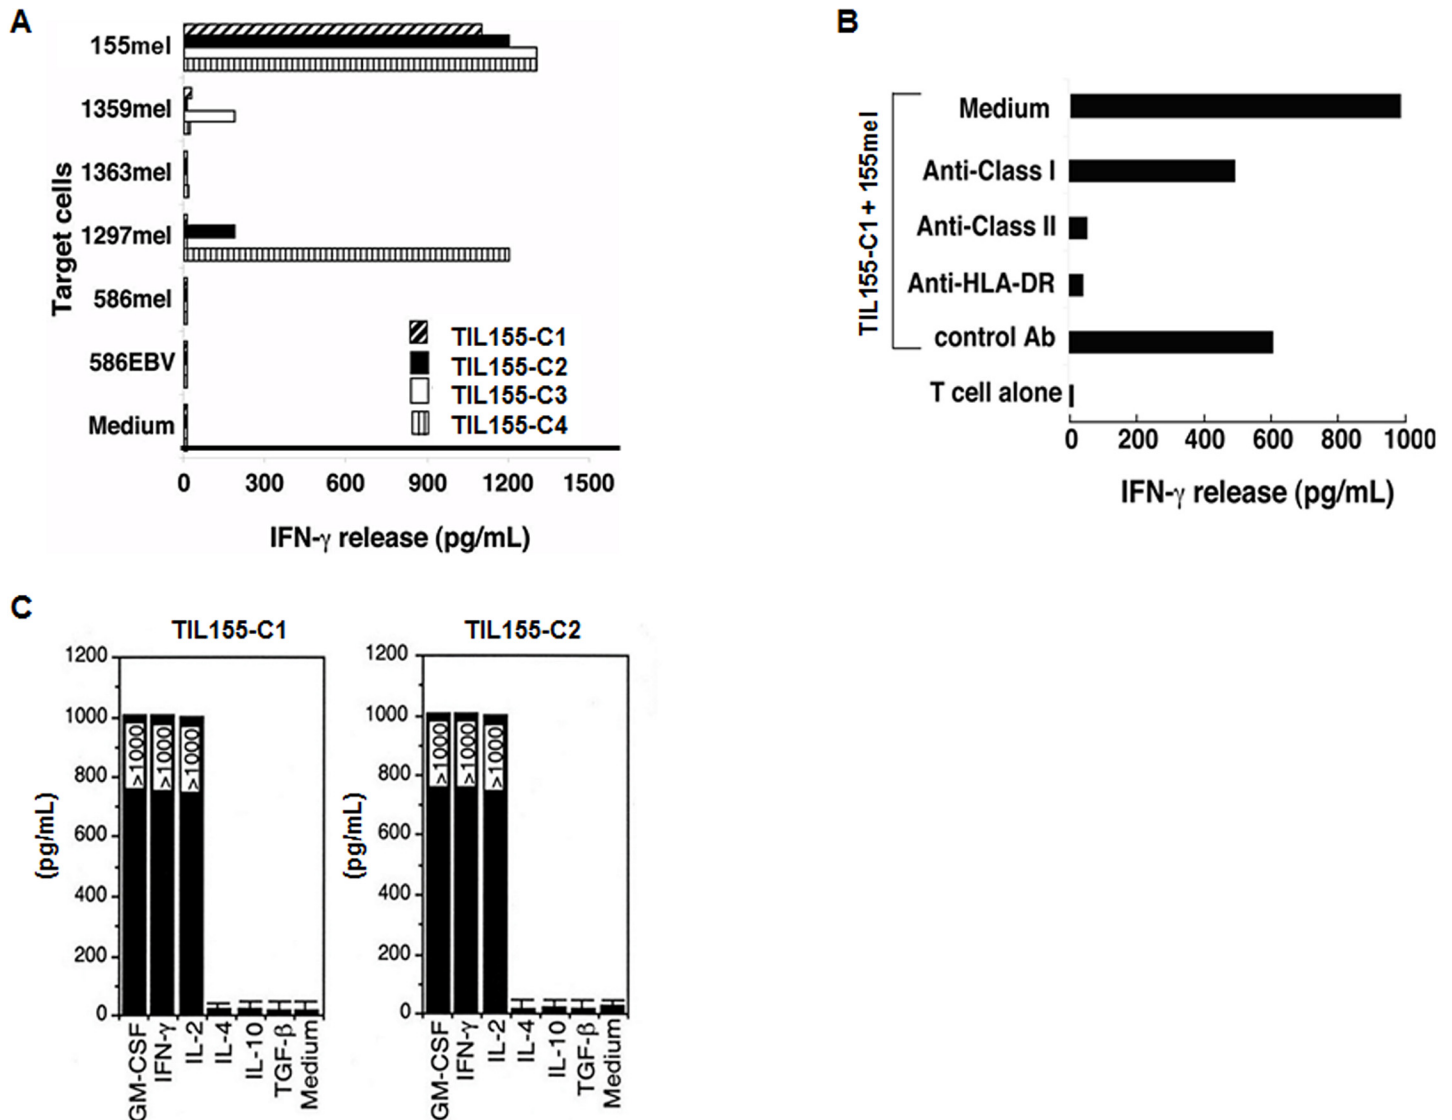 A
155mel
1359mel
1363mel
1297mel
586mel
586EBV
Medium
Target cells
TIL155-C1
TIL155-C2
TIL155-C3
TIL155-C4
0 300 600 900 1200 1500
IFN-γ release (pg/mL)
B
TIL155-C1 + 155mel
Medium
Anti-Class I
Anti-Class II
Anti-HLA-DR
control Ab
T cell alone
0 200 400 600 800 1000
IFN-γ release (pg/mL)
C
TIL155-C1
1200
1000
800
600
400
200
0
(pg/mL)
>1000
>1000
>1000
GM-CSF
IFN-γ
IL-2
IL-4
IL-10
TGF-β
Medium
TIL155-C2
1200
1000
800
600
400
200
0
(pg/mL)
>1000
>1000
>1000
GM-CSF
IFN-γ
IL-2
IL-4
IL-10
TGF-β
Medium